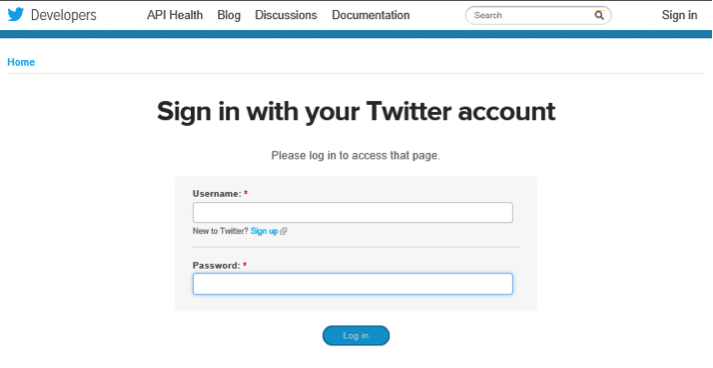 Developers API Health Blog Discussions Documentation Search Sign in
Home
Sign in with your Twitter account
Please log in to access that page.
Username: *
New to Twitter? Sign up
Password: *
Log in